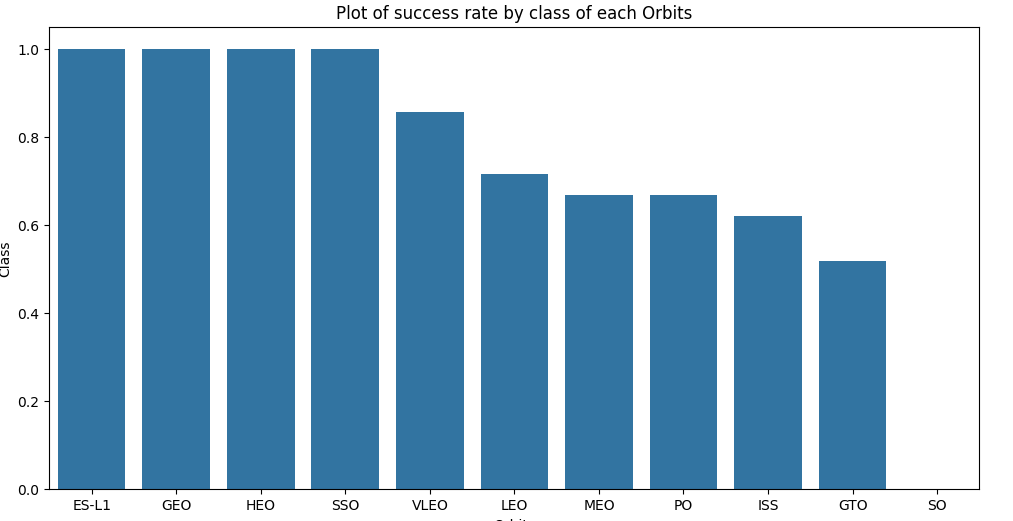 Plot of success rate by class of each Orbits
1.0
0.8
0.6
0.4
0.2
0.0
Class
ES-L1 GEO HEO SSO VLEO LEO MEO PO ISS GTO SO